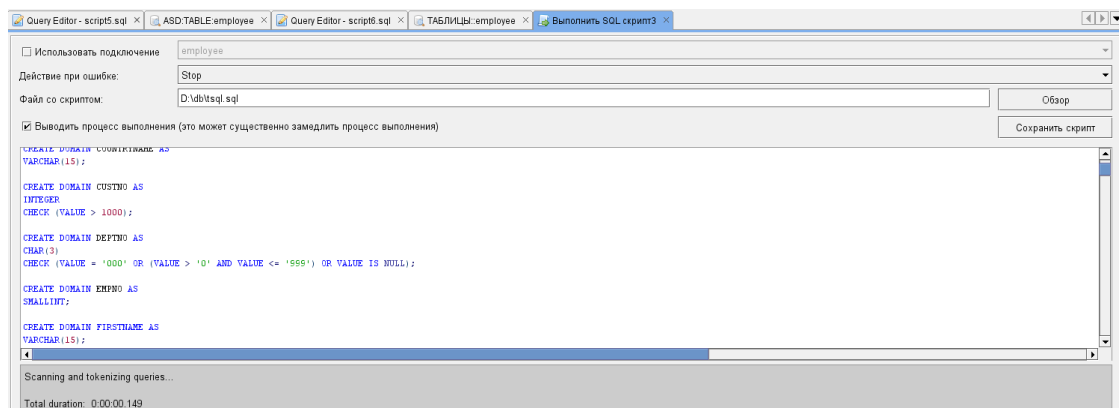 Query Editor - script5.sql
ASD:TABLE:employee
Query Editor - script6.sql
ТАБЛИЦЫ::employee
Выполнить SQL скрипт3
Использовать подключение
employee
Действие при ошибке:
Stop
Файл со скриптом:
D:\db\tsql.sql
Обзор
Выводить процесс выполнения (это может существенно замедлить процесс выполнения)
Сохранить скрипт
CREATE DOMAIN COUNTRYNAME AS
VARCHAR(15);
CREATE DOMAIN CUSTNO AS
INTEGER
CHECK (VALUE > 1000);
CREATE DOMAIN DEPTNO AS
CHAR(3)
CHECK (VALUE = '000' OR (VALUE > '0' AND VALUE <= '999') OR VALUE IS NULL);
CREATE DOMAIN EMPNO AS
SMALLINT;
CREATE DOMAIN FIRSTNAME AS
VARCHAR(15);
Scanning and tokenizing queries...
Total duration: 0:00:00.149